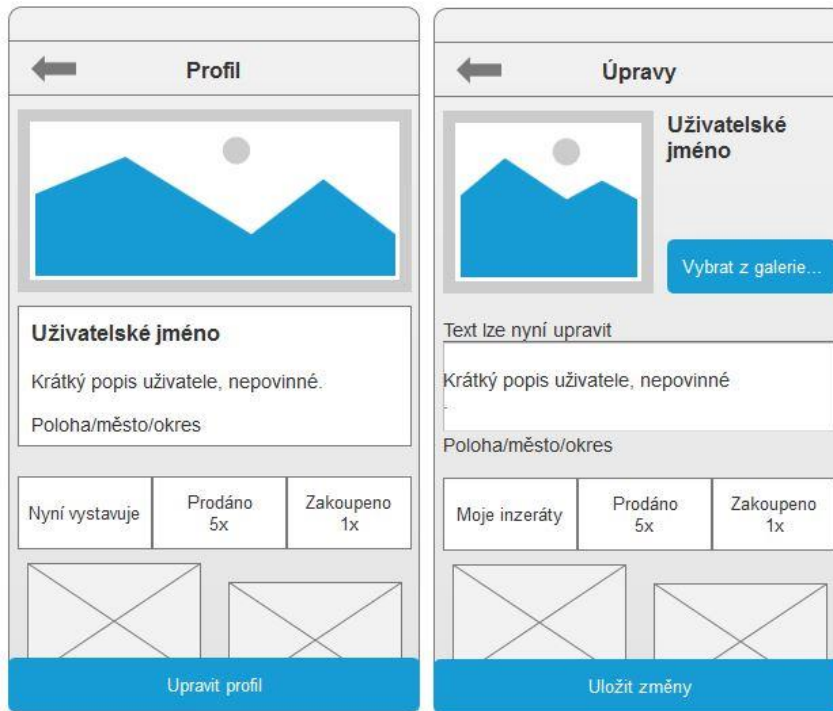 Profil
Uživatelské jméno
Krátký popis uživatele, nepovinné.
Poloha/město/okres
Nyní vystavuje
Prodáno
5x
Zakoupeno
1x
Upravit profil
Úpravy
Uživatelské
jméno
Vybrat z galerie...
Text lze nyní upravit
Krátký popis uživatele, nepovinné
.
Poloha/město/okres
Moje inzeráty
Prodáno
5x
Zakoupeno
1x
Uložit změny